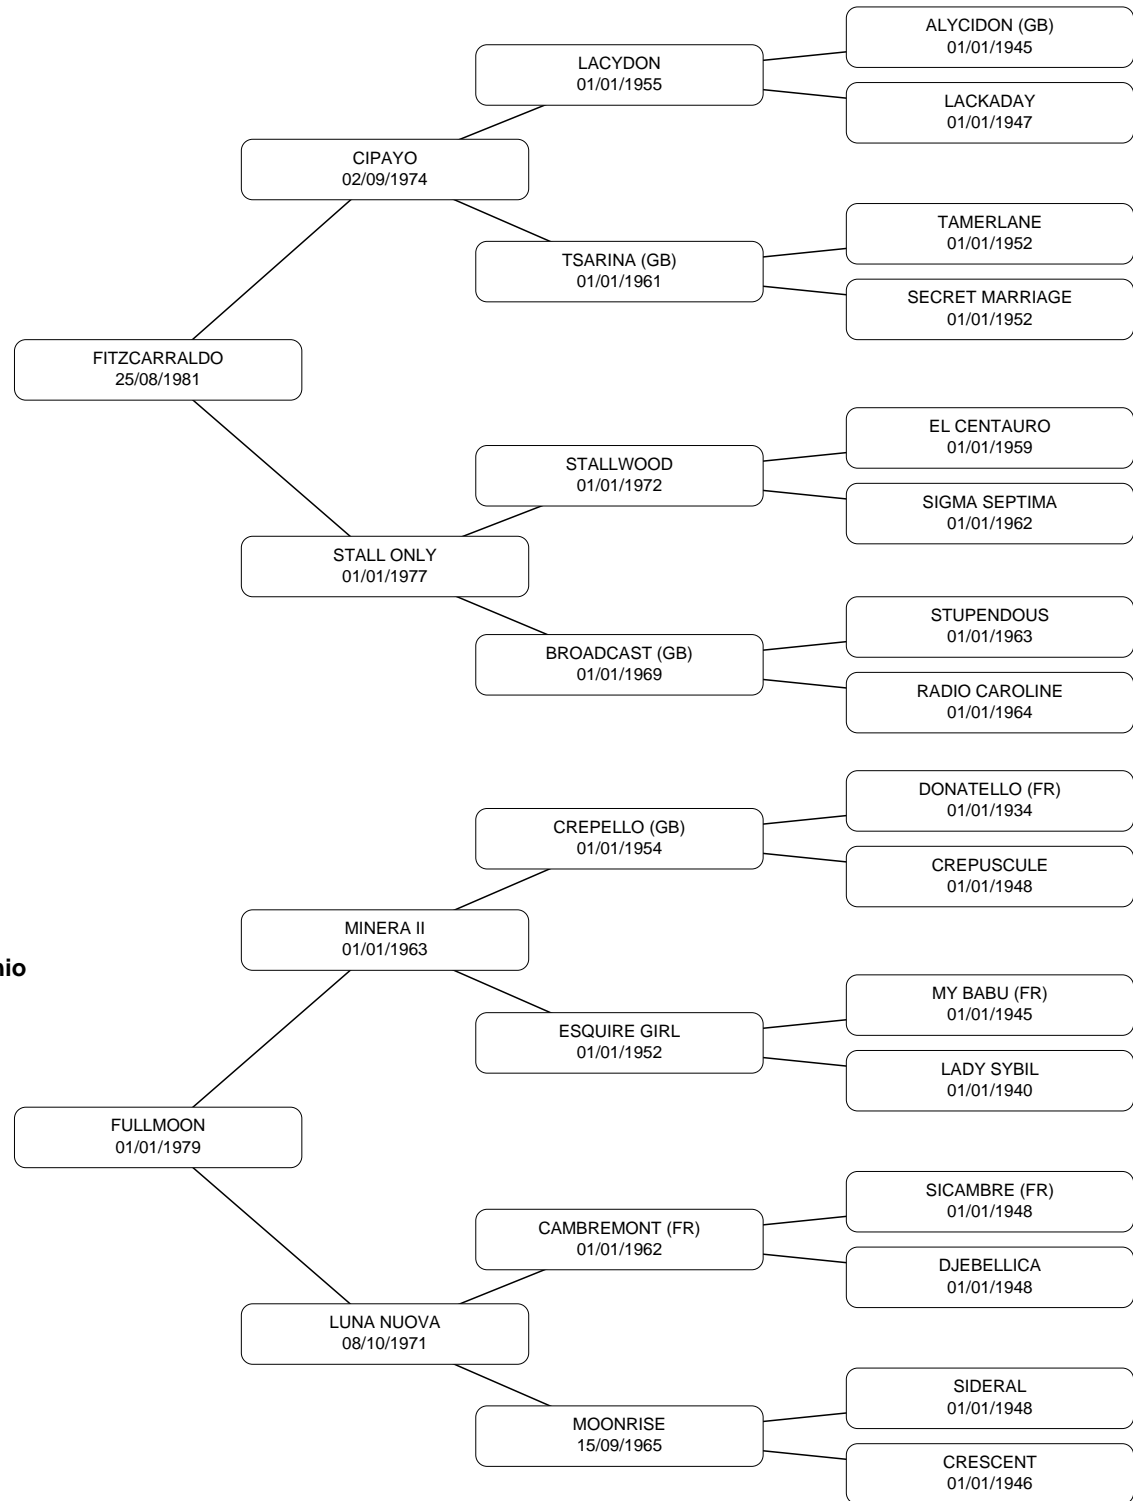 ALYCIDON (GB)
01/01/1945
LACYDON
01/01/1955
LACKADAY
01/01/1947
CIPAYO
02/09/1974
TAMERLANE
01/01/1952
TSARINA (GB)
01/01/1961
SECRET MARRIAGE
01/01/1952
FITZCARRALDO
25/08/1981
EL CENTAURO
01/01/1959
STALLWOOD
01/01/1972
SIGMA SEPTIMA
01/01/1962
STALL ONLY
01/01/1977
STUPENDOUS
01/01/1963
BROADCAST (GB)
01/01/1969
RADIO CAROLINE
01/01/1964
DONATELLO (FR)
01/01/1934
CREPELLO (GB)
01/01/1954
CREPUSCULE
01/01/1948
MINERA II
01/01/1963
nio
MY BABU (FR)
01/01/1945
ESQUIRE GIRL
01/01/1952
LADY SYBIL
01/01/1940
FULLMOON
01/01/1979
SICAMBRE (FR)
01/01/1948
CAMBREMONT (FR)
01/01/1962
DJEBELLICA
01/01/1948
LUNA NUOVA
08/10/1971
SIDERAL
01/01/1948
MOONRISE
15/09/1965
CRESCENT
01/01/1946